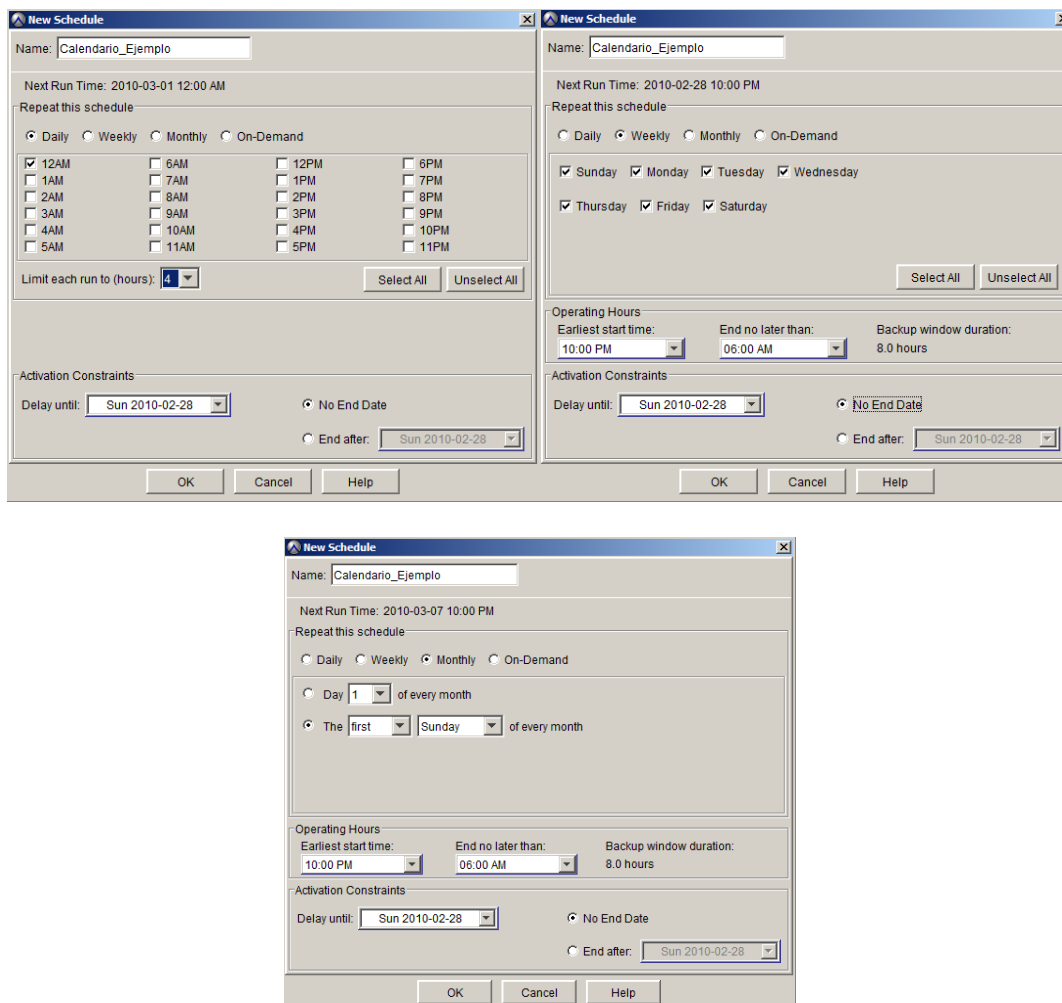 New Schedule
Name: Calendario_Ejemplo
Next Run Time: 2010-03-01 12:00 AM
Repeat this schedule
Daily Weekly Monthly On-Demand
12AM 6AM 12PM 6PM
1AM 7AM 1PM 7PM
2AM 8AM 2PM 8PM
3AM 9AM 3PM 9PM
4AM 10AM 4PM 10PM
5AM 11AM 5PM 11PM
Limit each run to (hours): 4 Select All Unselect All
Activation Constraints
Delay until: Sun 2010-02-28 No End Date
End after: Sun 2010-02-28
OK Cancel Help
New Schedule
Name: Calendario_Ejemplo
Next Run Time: 2010-02-28 10:00 PM
Repeat this schedule
Daily Weekly Monthly On-Demand
Sunday Monday Tuesday Wednesday
Thursday Friday Saturday
Select All Unselect All
Operating Hours
Earliest start time: End no later than: Backup window duration:
10:00 PM 06:00 AM 8.0 hours
Activation Constraints
Delay until: Sun 2010-02-28 No End Date
End after: Sun 2010-02-28
OK Cancel Help
New Schedule
Name: Calendario_Ejemplo
Next Run Time: 2010-03-07 10:00 PM
Repeat this schedule
Daily Weekly Monthly On-Demand
Day 1 of every month
The first Sunday of every month
Operating Hours
Earliest start time: End no later than: Backup window duration:
10:00 PM 06:00 AM 8.0 hours
Activation Constraints
Delay until: Sun 2010-02-28 No End Date
End after: Sun 2010-02-28
OK Cancel Help